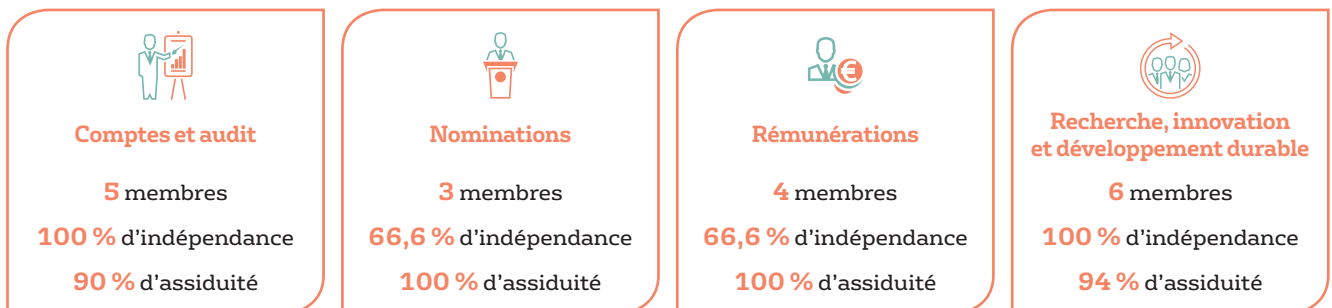 Comptes et audit
5 membres
100 % d’indépendance
90 % d’assiduité
Nominations
3 membres
66,6 % d’indépendance
100 % d’assiduité
€
Rémunérations
4 membres
66,6 % d’indépendance
100 % d’assiduité
Recherche, innovation
et développement durable
6 membres
100 % d’indépendance
94 % d’assiduité